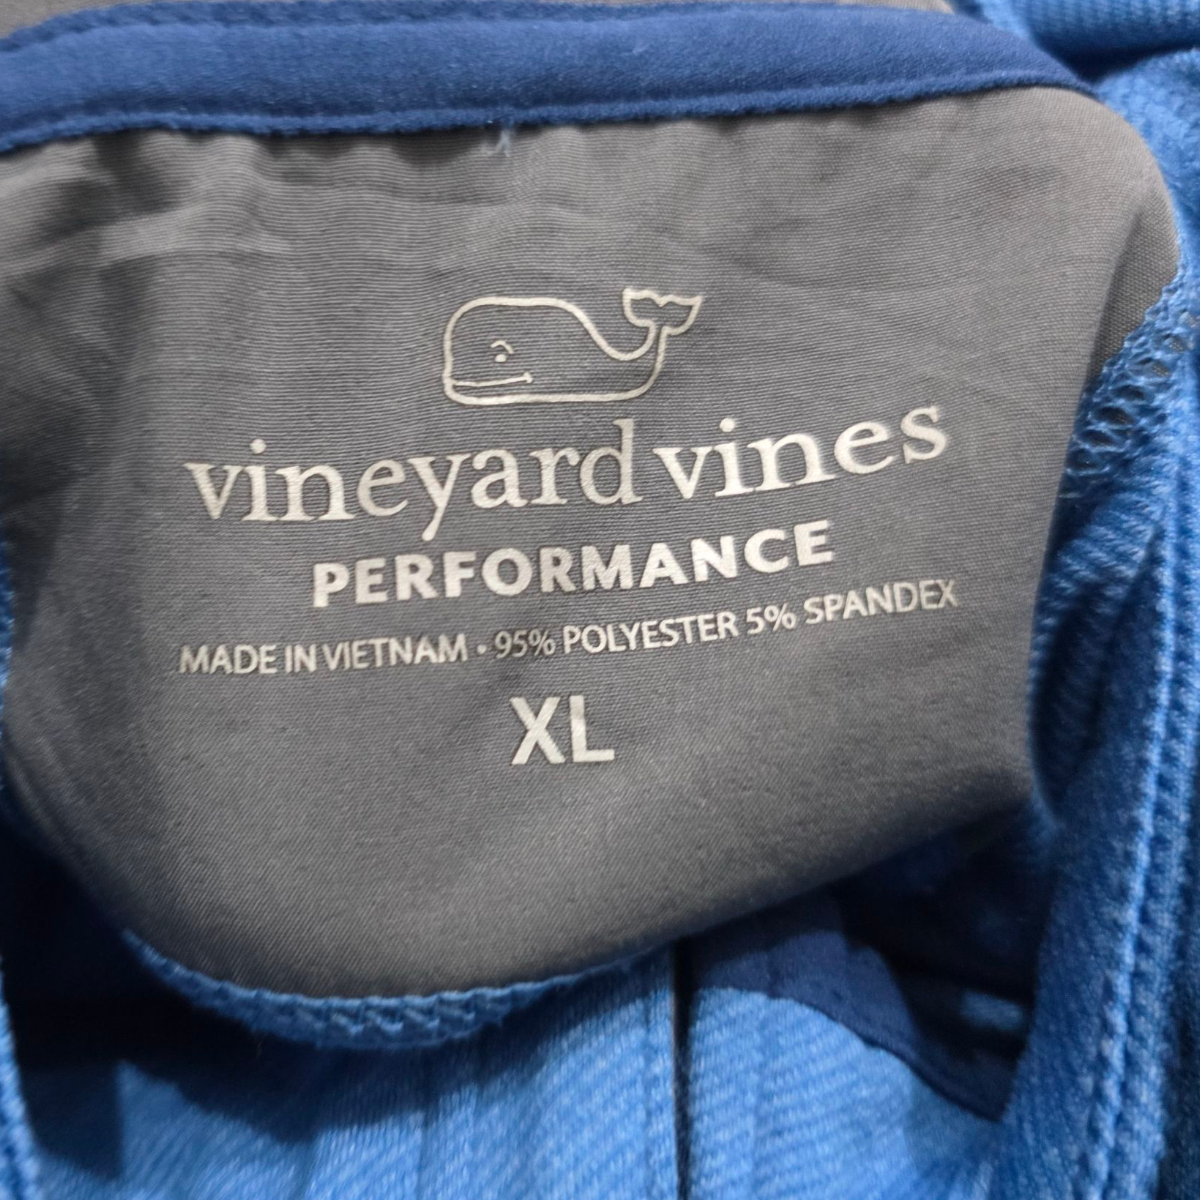 vineyard vines
PERFORMANCE
MADE IN VIETNAM • 95% POLYESTER 5% SPANDEX
XL